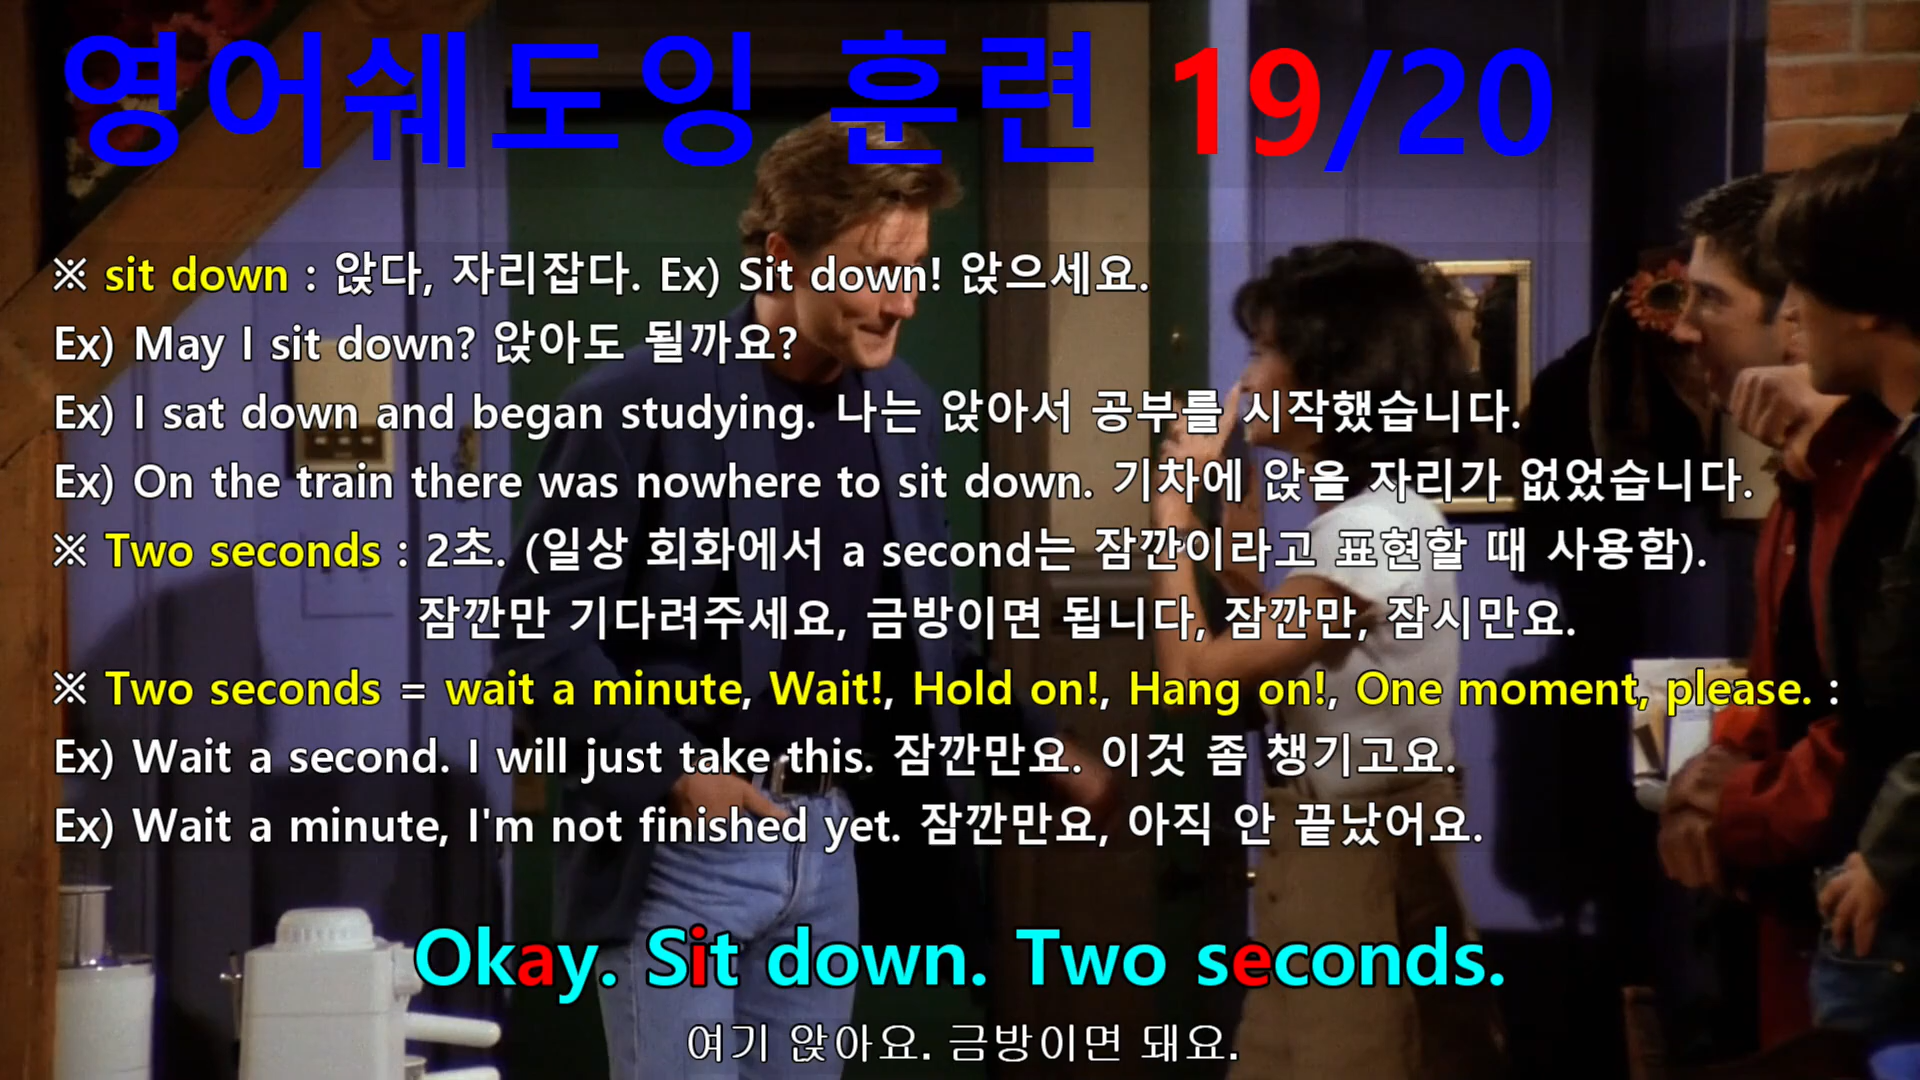 영어쉐도잉 훈련 19/20
※ sit down : 앉다, 자리잡다. Ex) Sit down! 앉으세요.
Ex) May I sit down? 앉아도 될까요?
Ex) I sat down and began studying. 나는 앉아서 공부를 시작했습니다.
Ex) On the train there was nowhere to sit down. 기차에 앉을 자리가 없었습니다.
※ Two seconds : 2초. (일상 회화에서 a second는 잠깐이라고 표현할 때 사용함).
잠깐만 기다려주세요, 금방이면 됩니다, 잠깐만, 잠시만요.
※ Two seconds = wait a minute, Wait!, Hold on!, Hang on!, One moment, please. :
Ex) Wait a second. I will just take this. 잠깐만요. 이것 좀 챙기고요.
Ex) Wait a minute, I'm not finished yet. 잠깐만요, 아직 안 끝났어요.
Okay. Sit down. Two seconds.
여기 앉아요. 금방이면 돼요.